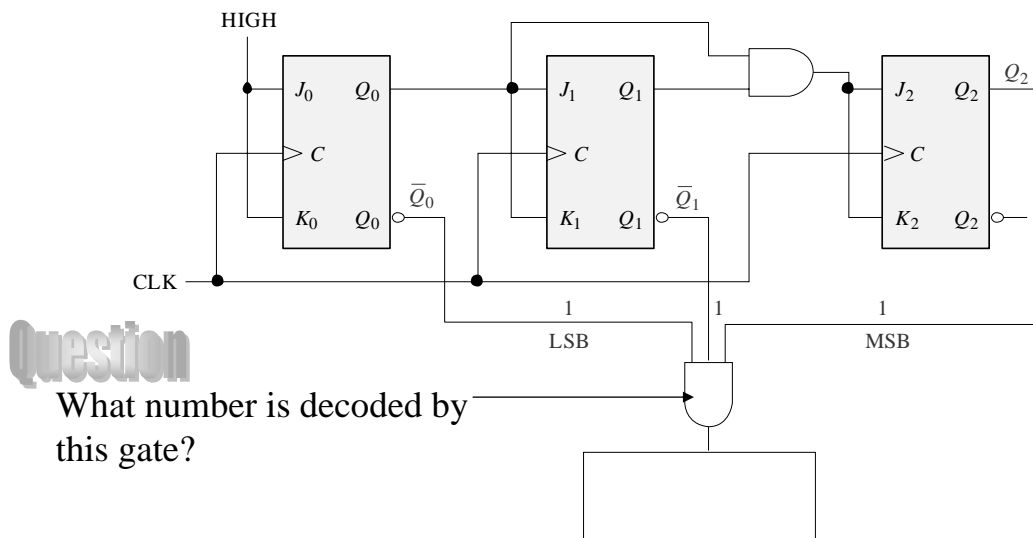 HIGH
J0 Q0 J1 Q1 J2 Q2 Q2
C C C
K0 Q0 Q̅0 K1 Q1 Q̅1 K2 Q2
CLK
1 1 1
LSB MSB
Question
What number is decoded by
this gate?